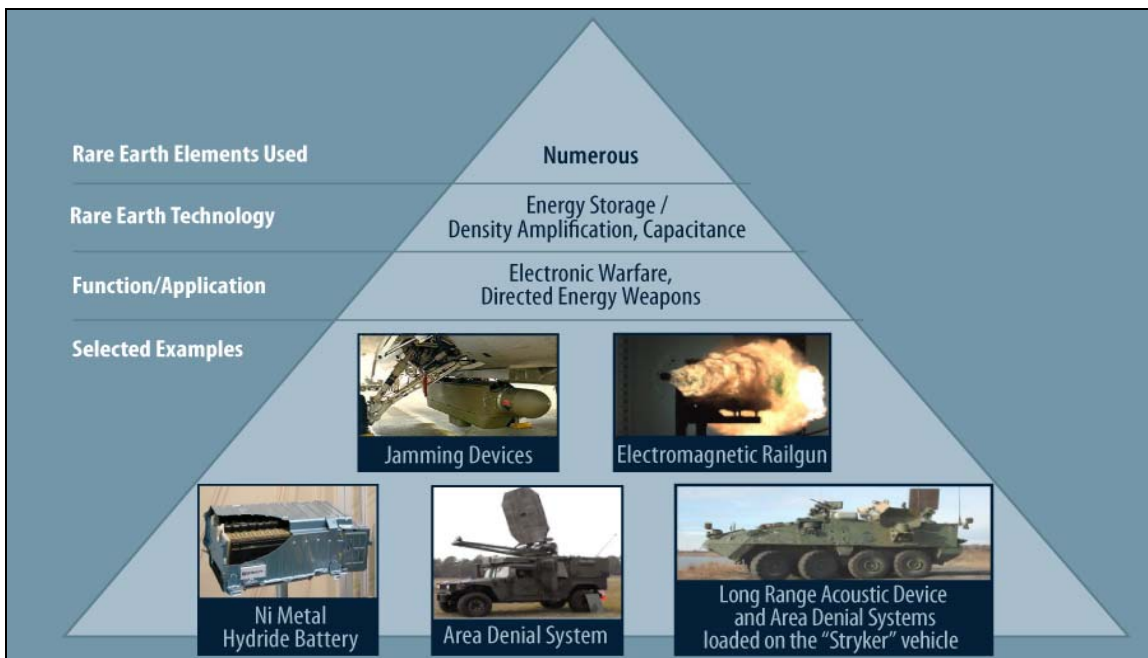 Rare Earth Elements Used
Numerous
Rare Earth Technology
Energy Storage /
Density Amplification, Capacitance
Function/Application
Electronic Warfare,
Directed Energy Weapons
Selected Examples
Jamming Devices
Electromagnetic Railgun
Ni Metal
Hydride Battery
Area Denial System
Long Range Acoustic Device
and Area Denial Systems
loaded on the “Stryker” vehicle